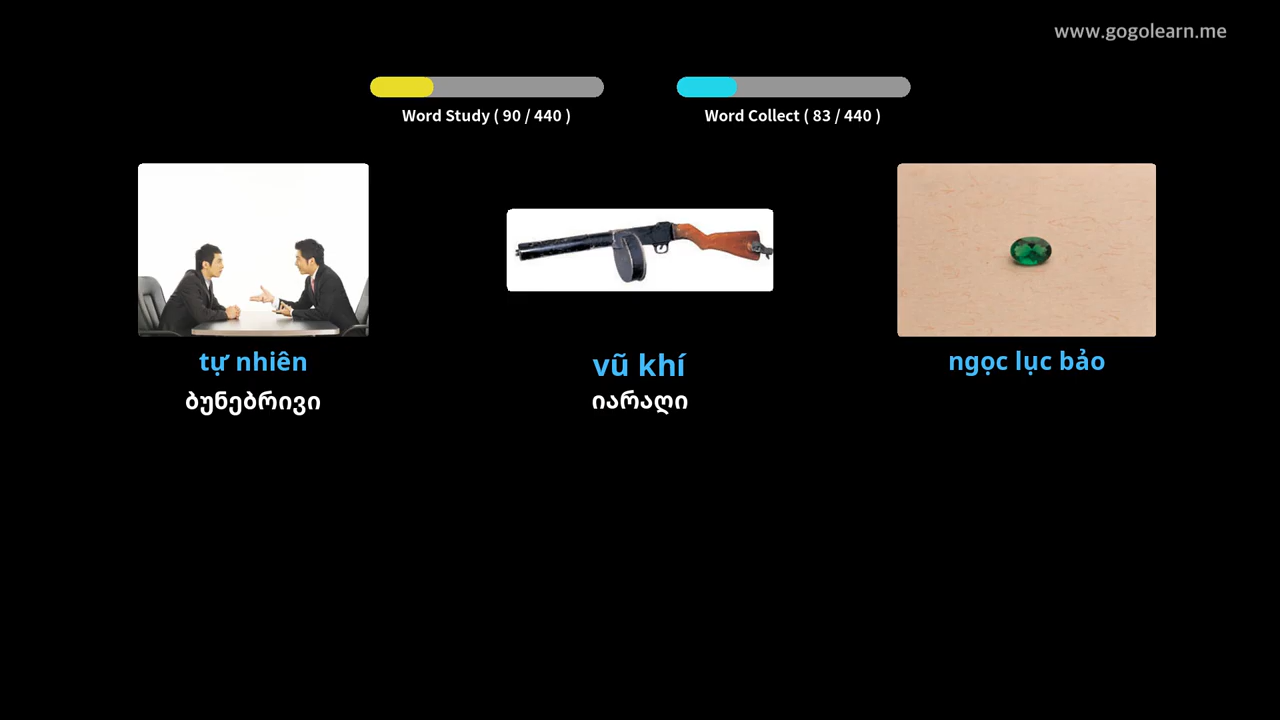 www.gogolearn.me
Word Study ( 90 / 440 )
Word Collect ( 83 / 440 )
tự nhiên
ბუნებრივი
vũ khí
იარაღი
ngọc lục bảo